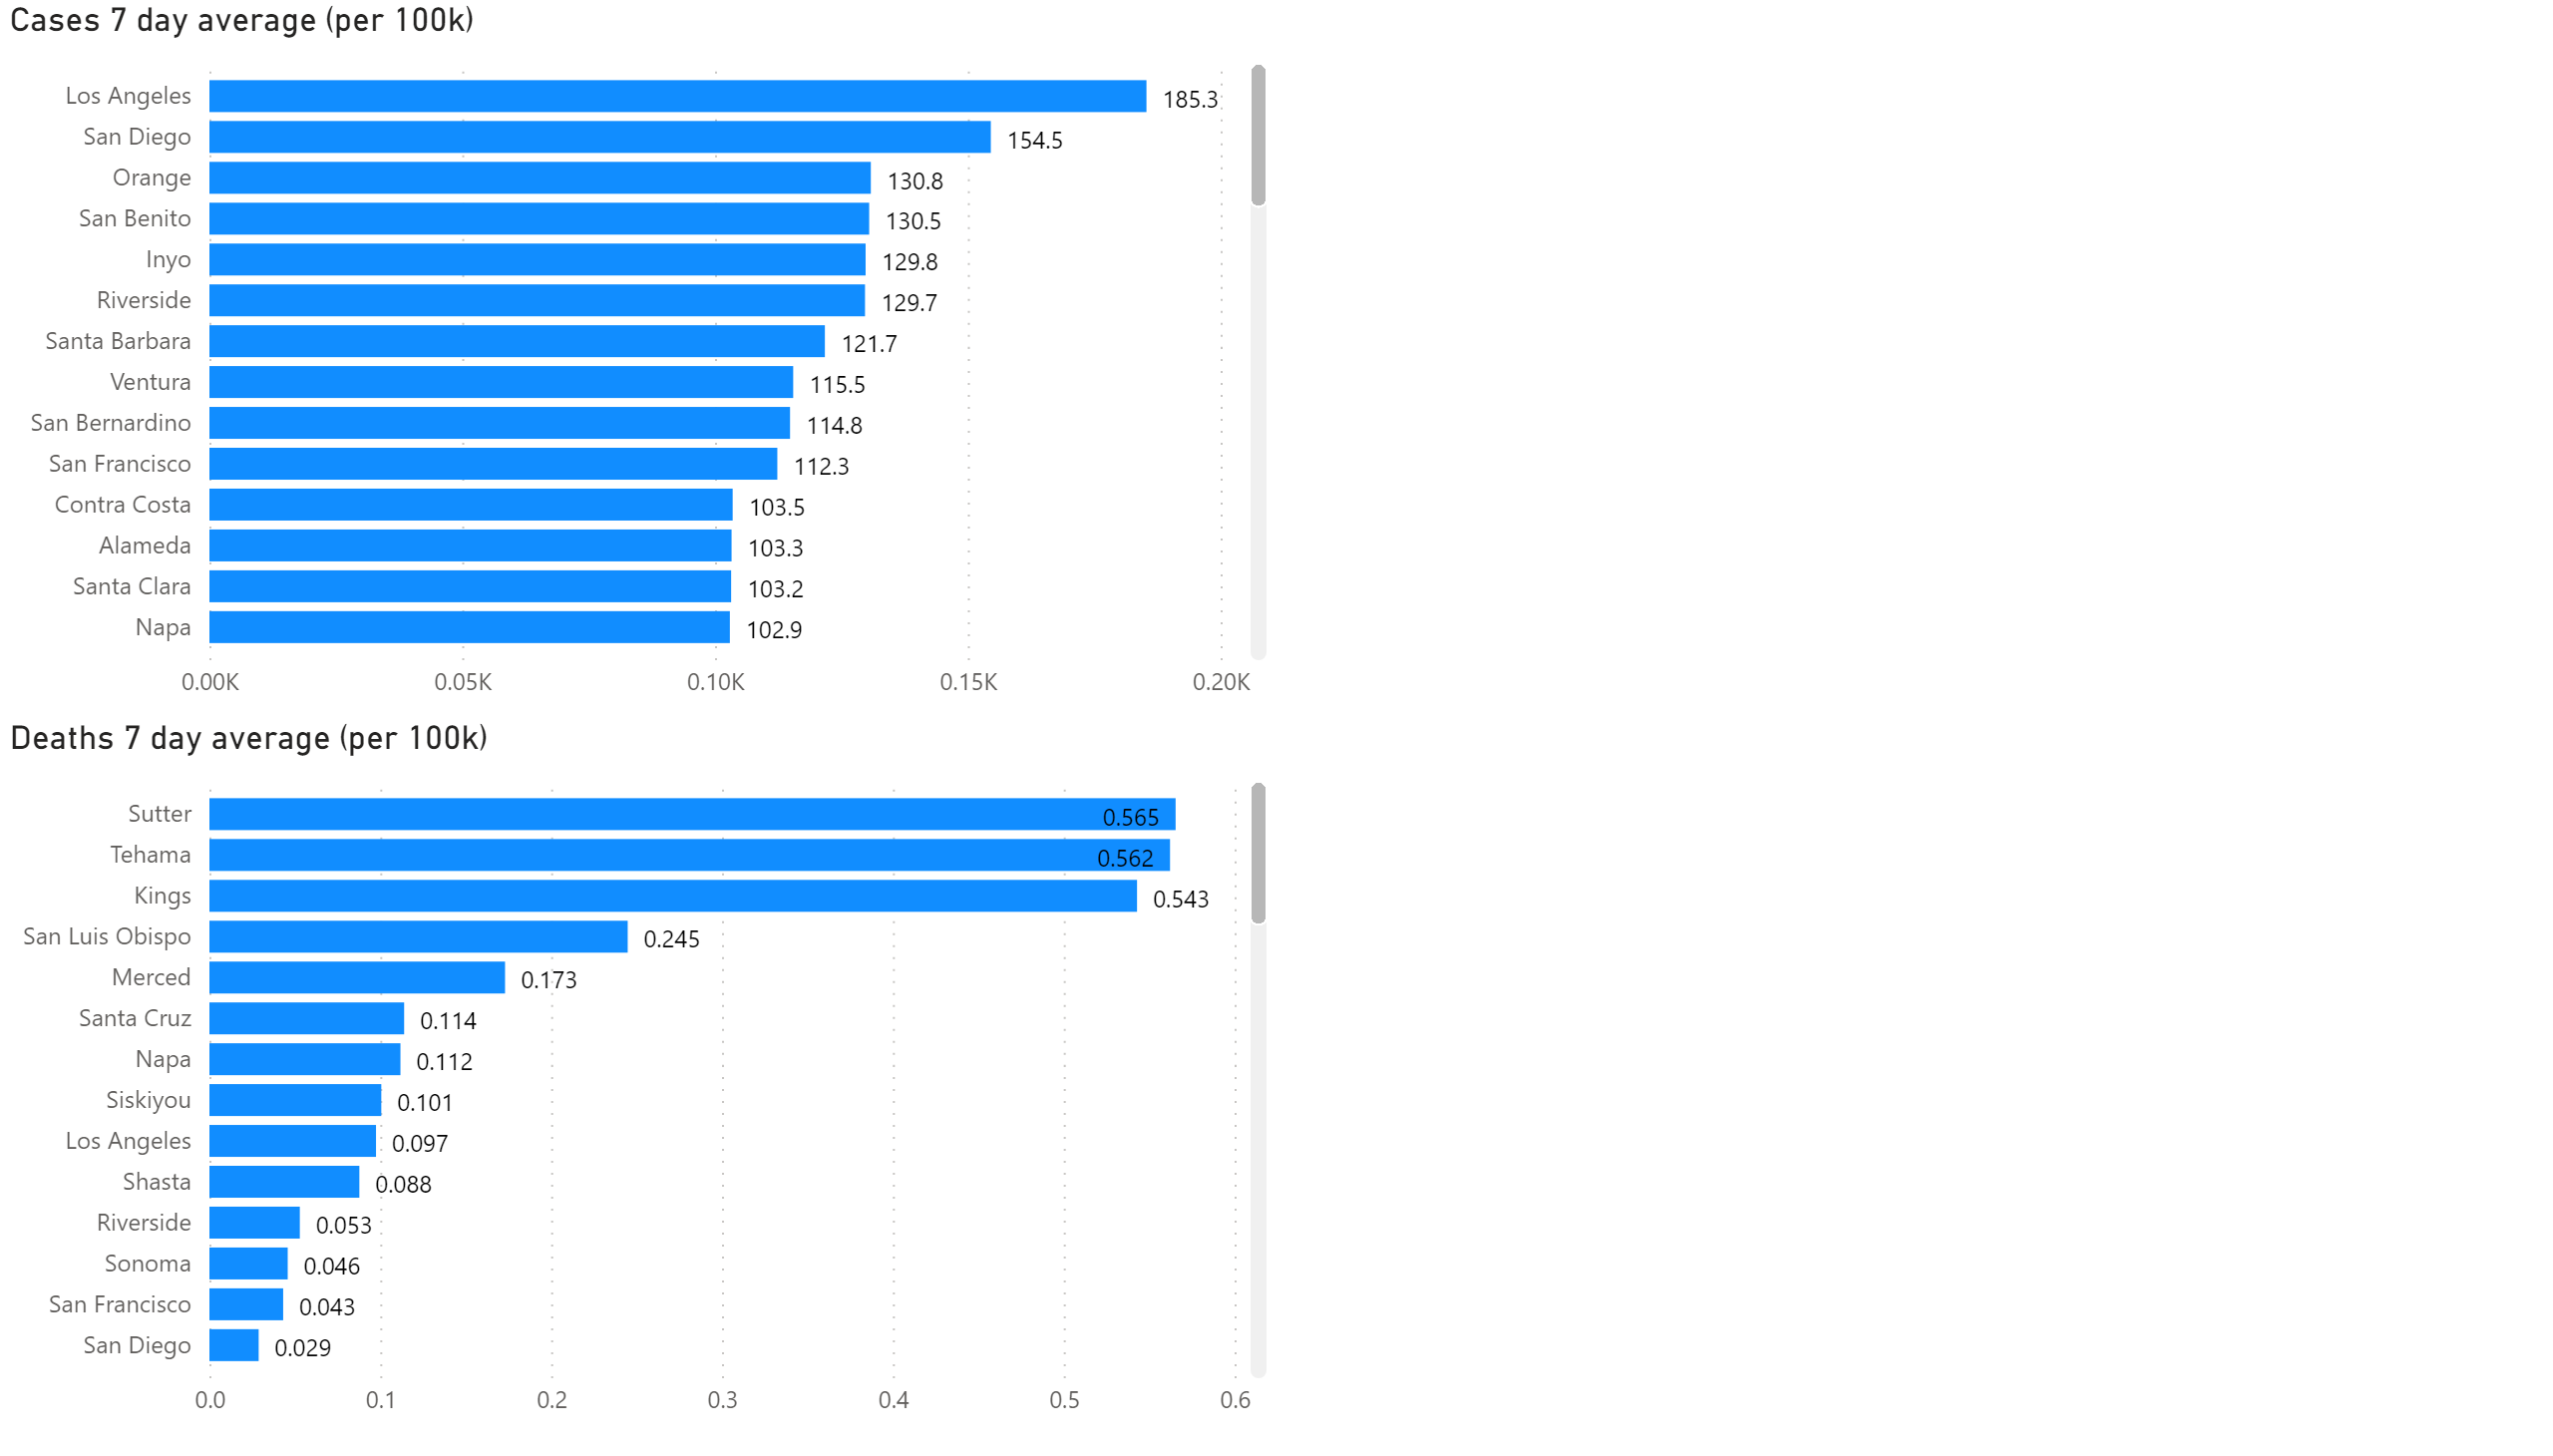 Cases 7 day average (per 100k)
Los Angeles 185.3
San Diego 154.5
Orange 130.8
San Benito 130.5
Inyo 129.8
Riverside 129.7
Santa Barbara 121.7
Ventura 115.5
San Bernardino 114.8
San Francisco 112.3
Contra Costa 103.5
Alameda 103.3
Santa Clara 103.2
Napa 102.9
0.00K 0.05K 0.10K 0.15K 0.20K
Deaths 7 day average (per 100k)
Sutter 0.565
Tehama 0.562
Kings 0.543
San Luis Obispo 0.245
Merced 0.173
Santa Cruz 0.114
Napa 0.112
Siskiyou 0.101
Los Angeles 0.097
Shasta 0.088
Riverside 0.053
Sonoma 0.046
San Francisco 0.043
San Diego 0.029
0.0 0.1 0.2 0.3 0.4 0.5 0.6